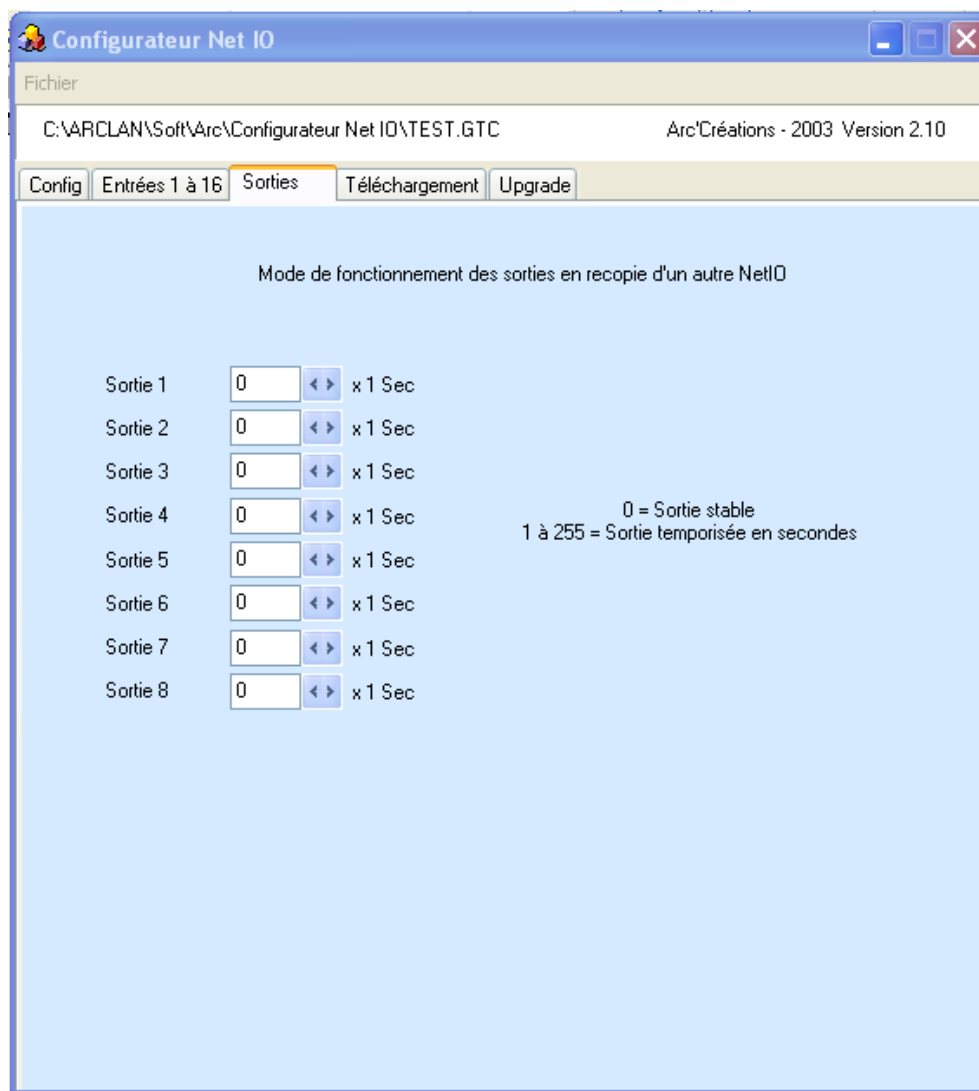 Configurateur Net IO
Fichier
C:\ARCLAN\Soft\Arc\Configurateur Net IO\TEST.GTC Arc'Créations - 2003 Version 2.10
Config Entrées 1 à 16 Sorties Téléchargement Upgrade
Mode de fonctionnement des sorties en recopie d'un autre NetIO
Sortie 1 0 x 1 Sec
Sortie 2 0 x 1 Sec
Sortie 3 0 x 1 Sec
Sortie 4 0 x 1 Sec
Sortie 5 0 x 1 Sec
Sortie 6 0 x 1 Sec
Sortie 7 0 x 1 Sec
Sortie 8 0 x 1 Sec
0 = Sortie stable
1 à 255 = Sortie temporisée en secondes